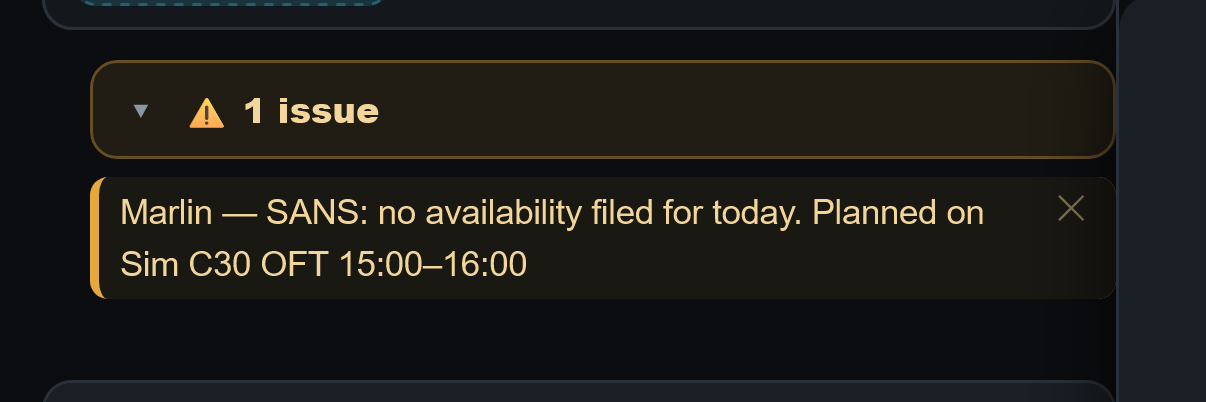 1 issue
Marlin — SANS: no availability filed for today. Planned on
Sim C30 OFT 15:00–16:00